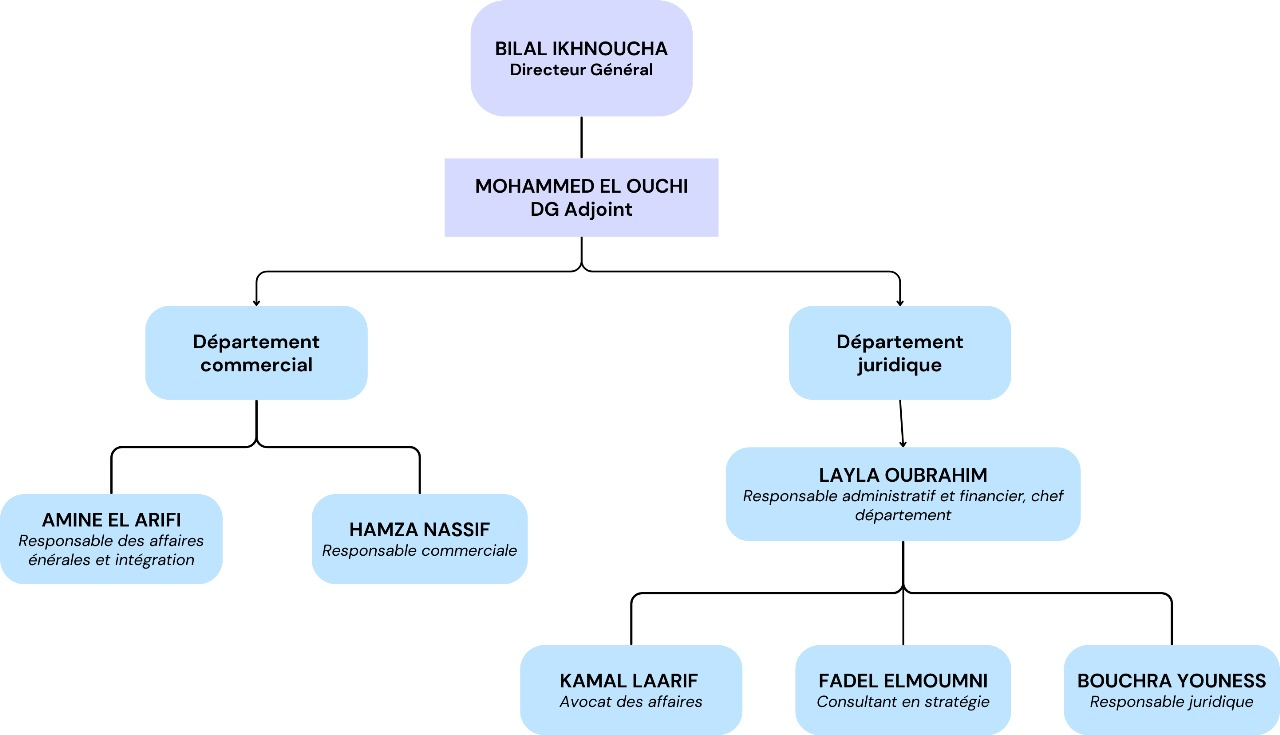 BILAL IKHNOUCHA
Directeur Général
MOHAMMED EL OUCHI
DG Adjoint
Département
commercial
Département
juridique
AMINE EL ARIFI
Responsable des affaires
énérales et intégration
HAMZA NASSIF
Responsable commerciale
LAYLA OUBRAHIM
Responsable administratif et financier, chef
département
KAMAL LAARIF
Avocat des affaires
FADEL ELMOUMNI
Consultant en stratégie
BOUCHRA YOUNESS
Responsable juridique